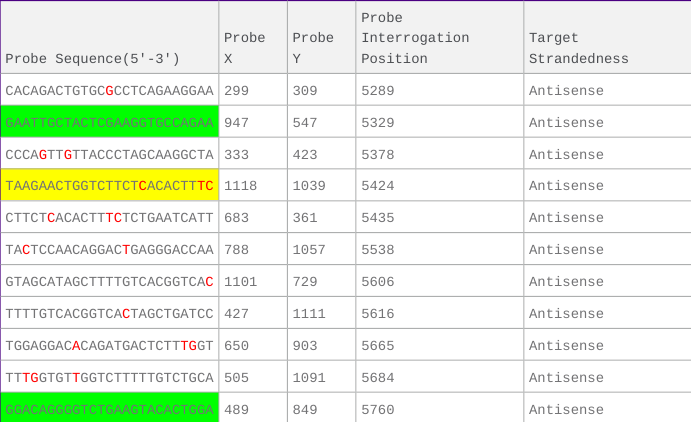 Probe Sequence(5'-3') Probe X Probe Y Probe Interrogation Position Target Strandedness
CACAGACTGTGCGCCTCAGAAGGAA 299 309 5289 Antisense
GAATTGCTACTCGAAGGTGCCAGAA 947 547 5329 Antisense
CCCAGTTGTTACCCTAGCAAGGCTA 333 423 5378 Antisense
TAAGAACTGGTCTTCTCACACTTTC 1118 1039 5424 Antisense
CTTCTCACACTTTCTCTGAATCATT 683 361 5435 Antisense
TACTCCAACAGGACTGAGGGACCAA 788 1057 5538 Antisense
GTAGCATAGCTTTTGTCACGGTCAC 1101 729 5606 Antisense
TTTTGTCACGGTCACTAGCTGATCC 427 1111 5616 Antisense
TGGAGGACACAGATGACTCTTTGGT 650 903 5665 Antisense
TTTGGTGTTGGTCTTTTTGTCTGCA 505 1091 5684 Antisense
GGACAGGGGTCTGAAGTACACTGGA 489 849 5760 Antisense